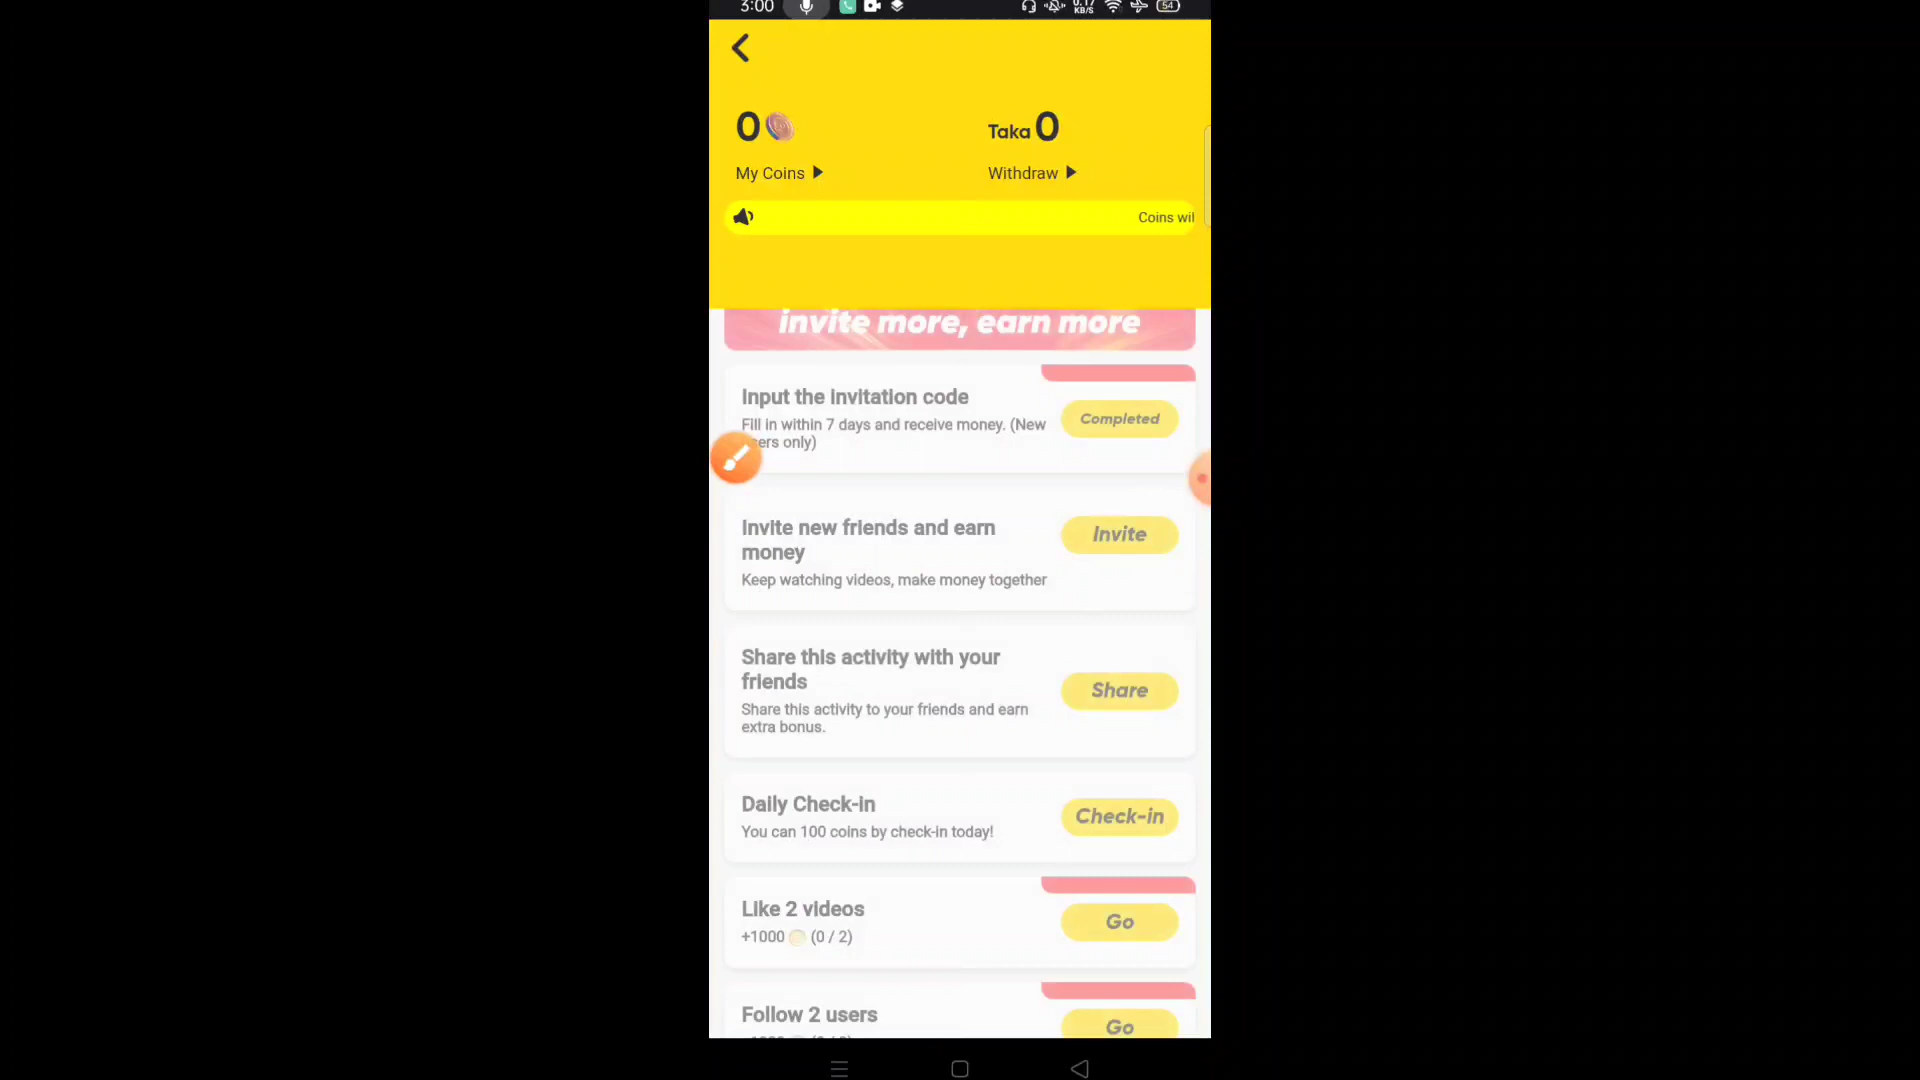 3:00
0.17 KB/S
54
0
Taka 0
My Coins
Withdraw
Coins wil
invite more, earn more
Input the invitation code
Fill in within 7 days and receive money. (New
ers only)
Completed
Invite new friends and earn
money
Invite
Keep watching videos, make money together
Share this activity with your
friends
Share
Share this activity to your friends and earn
extra bonus.
Daily Check-in
Check-in
You can 100 coins by check-in today!
Like 2 videos
Go
+1000 (0 / 2)
Follow 2 users
Go